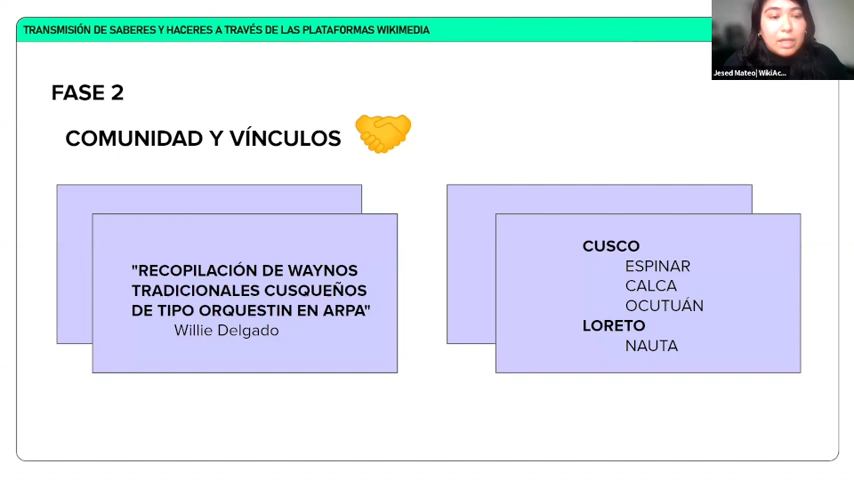 TRANSMISIÓN DE SABERES Y HACERES A TRAVÉS DE LAS PLATAFORMAS WIKIMEDIA
Jesed Mateo| WikiAc...
FASE 2
COMUNIDAD Y VÍNCULOS
"RECOPILACIÓN DE WAYNOS
TRADICIONALES CUSQUEÑOS
DE TIPO ORQUESTIN EN ARPA"
Willie Delgado
CUSCO
ESPINAR
CALCA
OCUTUÁN
LORETO
NAUTA